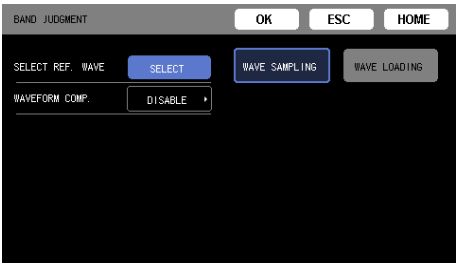 BAND JUDGMENT OK ESC HOME
SELECT REF. WAVE SELECT WAVE SAMPLING WAVE LOADING
WAVEFORM COMP. DISABLE